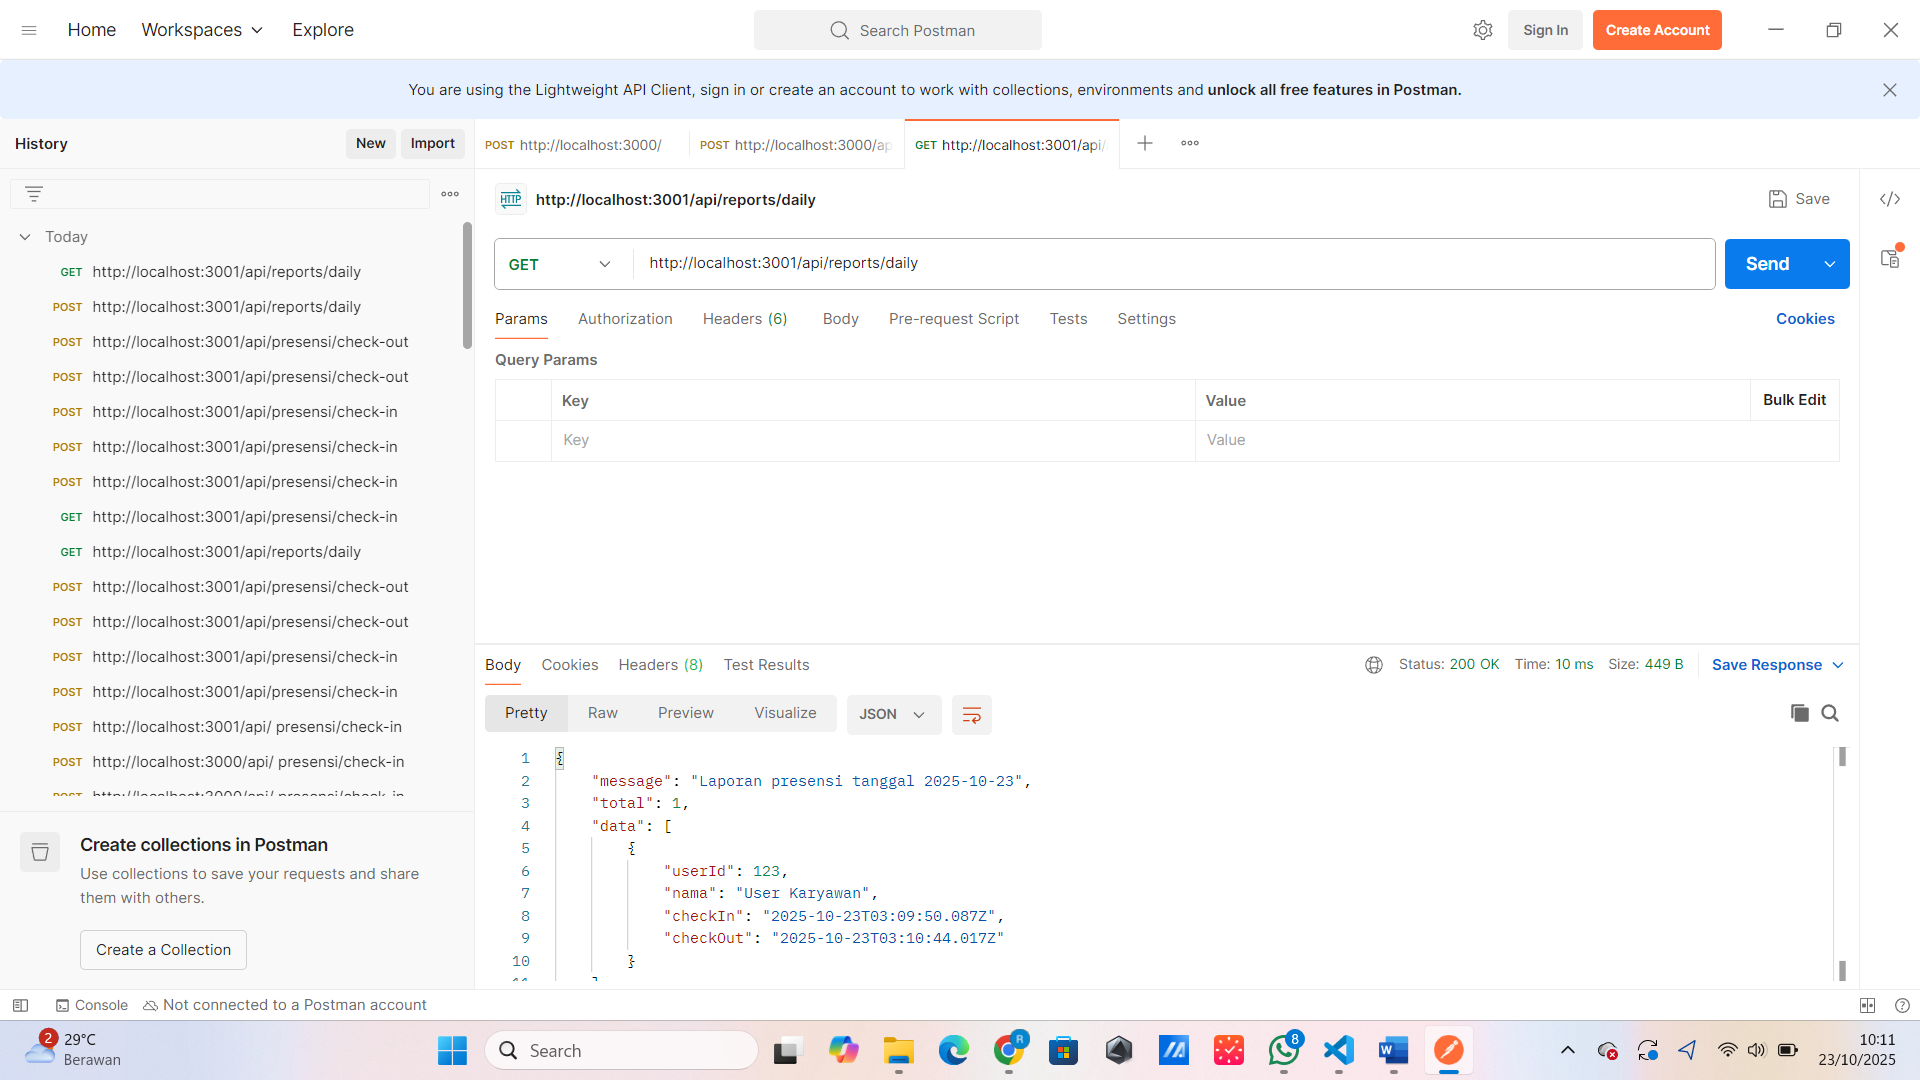 Home Workspaces Explore Search Postman Sign In Create Account
You are using the Lightweight API Client, sign in or create an account to work with collections, environments and unlock all free features in Postman.
History New Import
Today
GET http://localhost:3001/api/reports/daily
POST http://localhost:3001/api/reports/daily
POST http://localhost:3001/api/presensi/check-out
POST http://localhost:3001/api/presensi/check-out
POST http://localhost:3001/api/presensi/check-in
POST http://localhost:3001/api/presensi/check-in
POST http://localhost:3001/api/presensi/check-in
GET http://localhost:3001/api/presensi/check-in
GET http://localhost:3001/api/reports/daily
POST http://localhost:3001/api/presensi/check-out
POST http://localhost:3001/api/presensi/check-out
POST http://localhost:3001/api/presensi/check-in
POST http://localhost:3001/api/presensi/check-in
POST http://localhost:3001/api/ presensi/check-in
POST http://localhost:3000/api/ presensi/check-in
POST http://localhost:3000/api/ presensi/check-in
Create collections in Postman
Use collections to save your requests and share
them with others.
Create a Collection
POST http://localhost:3000/ POST http://localhost:3000/ap GET http://localhost:3001/api/
HTTP http://localhost:3001/api/reports/daily Save
GET http://localhost:3001/api/reports/daily Send
Params Authorization Headers (6) Body Pre-request Script Tests Settings Cookies
Query Params
Key Value Bulk Edit
Key Value
Body Cookies Headers (8) Test Results Status: 200 OK Time: 10 ms Size: 449 B Save Response
Pretty Raw Preview Visualize JSON
1 {
2 "message": "Laporan presensi tanggal 2025-10-23",
3 "total": 1,
4 "data": [
5 {
6 "userId": 123,
7 "nama": "User Karyawan",
8 "checkIn": "2025-10-23T03:09:50.087Z",
9 "checkOut": "2025-10-23T03:10:44.017Z"
10 }
11 ]
Console Not connected to a Postman account
2 29°C
Berawan
Search
R
8
10:11
23/10/2025